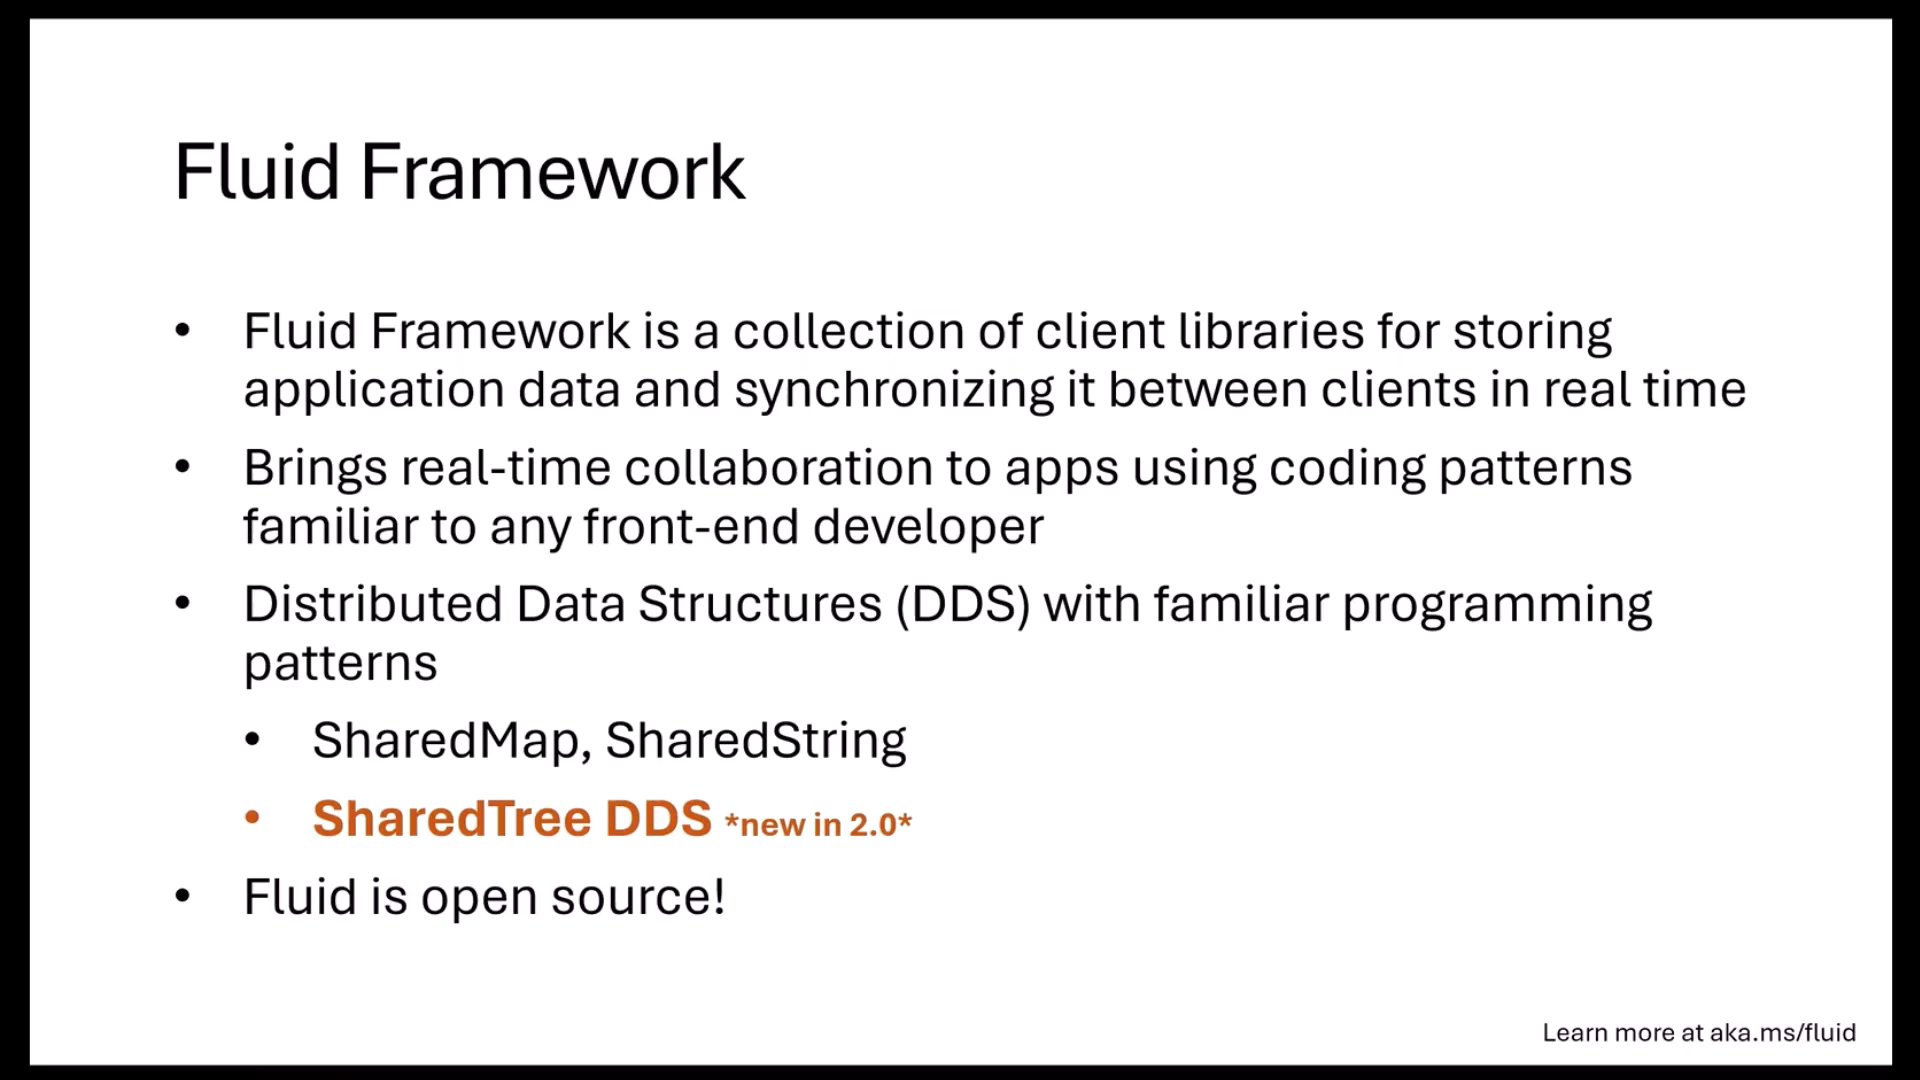 Fluid Framework
• Fluid Framework is a collection of client libraries for storing
application data and synchronizing it between clients in real time
• Brings real-time collaboration to apps using coding patterns
familiar to any front-end developer
• Distributed Data Structures (DDS) with familiar programming
patterns
• SharedMap, SharedString
• SharedTree DDS *new in 2.0*
• Fluid is open source!
Learn more at aka.ms/fluid